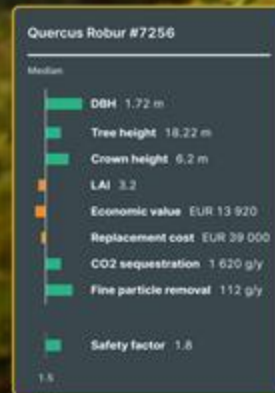 Quercus Robur #7256
Median
DBH 1.72 m
Tree height 18.22 m
Crown height 6.2 m
LAI 3.2
Economic value EUR 13 920
Replacement cost EUR 39 000
CO2 sequestration 1 620 g/y
Fine particle removal 112 g/y
Safety factor 1.8
1.5